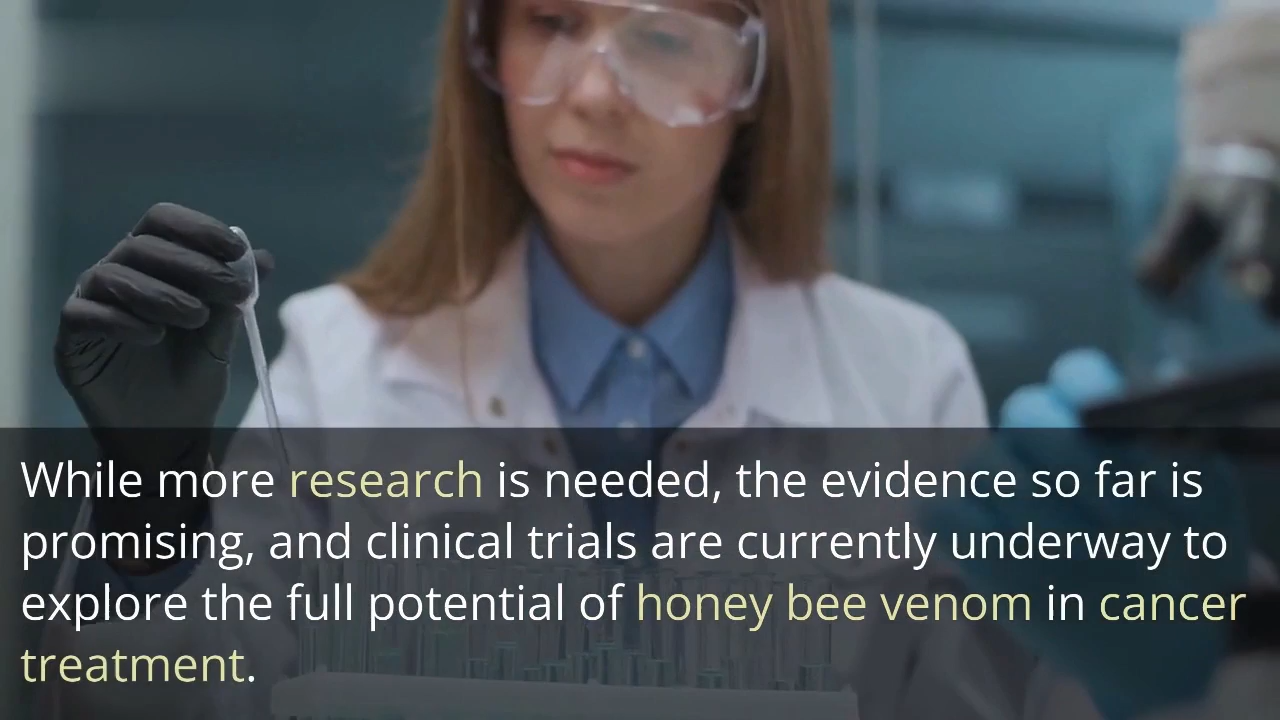 While more research is needed, the evidence so far is
promising, and clinical trials are currently underway to
explore the full potential of honey bee venom in cancer
treatment.